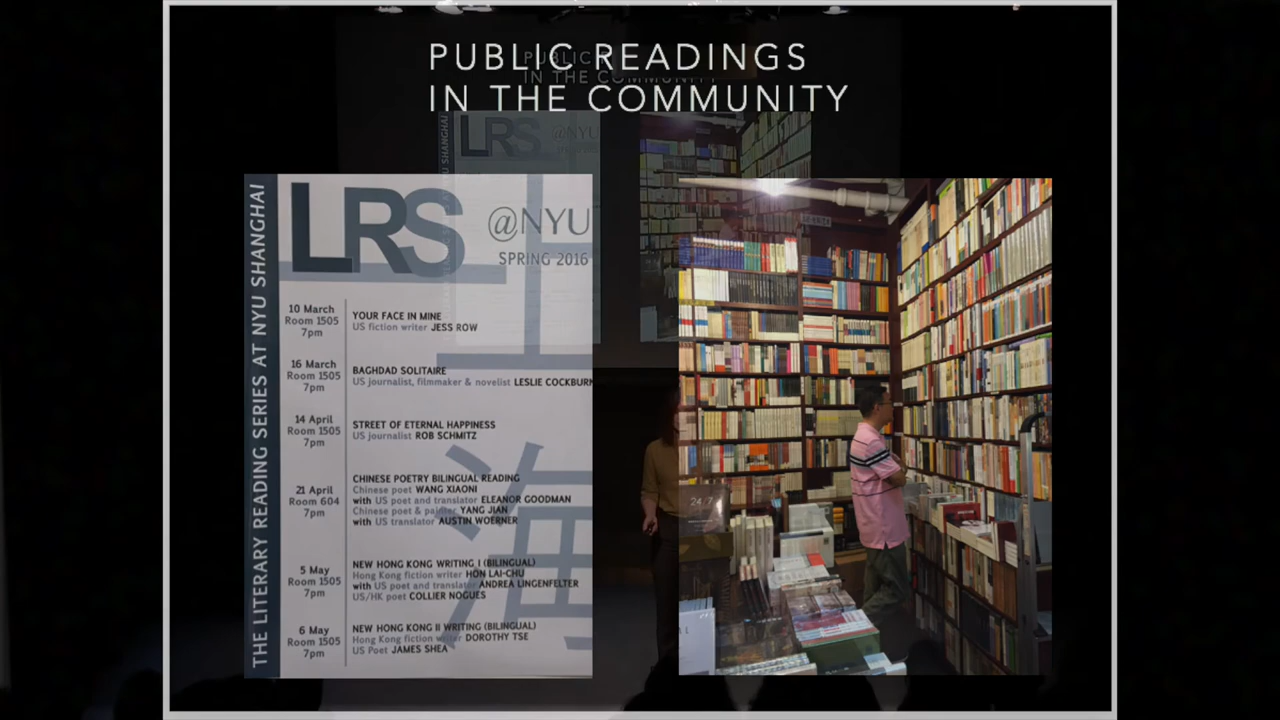 PUBLIC READINGS
IN THE COMMUNITY
THE LITERARY READING SERIES AT NYU SHANGHAI
LRS
@NYU
SPRING 2016
10 March
Room 1505
7pm
YOUR FACE IN MINE
US fiction writer JESS ROW
16 March
Room 1505
7pm
BAGHDAD SOLITAIRE
US journalist, filmmaker & novelist LESLIE COCKBURN
14 April
Room 1505
7pm
STREET OF ETERNAL HAPPINESS
US journalist ROB SCHMITZ
21 April
Room 604
7pm
CHINESE POETRY BILINGUAL READING
Chinese poet WANG XIAONI
with US poet and translator ELEANOR GOODMAN
Chinese poet & painter YANG JIAN
with US translator AUSTIN WOERNER
5 May
Room 1505
7pm
NEW HONG KONG WRITING I (BILINGUAL)
Hong Kong fiction writer HON LAI-CHU
with US poet and translator ANDREA LINGENFELTER
US/HK poet COLLIER NOGUES
6 May
Room 1505
7pm
NEW HONG KONG II WRITING (BILINGUAL)
Hong Kong fiction writer DOROTHY TSE
US Poet JAMES SHEA
上
海
24/7